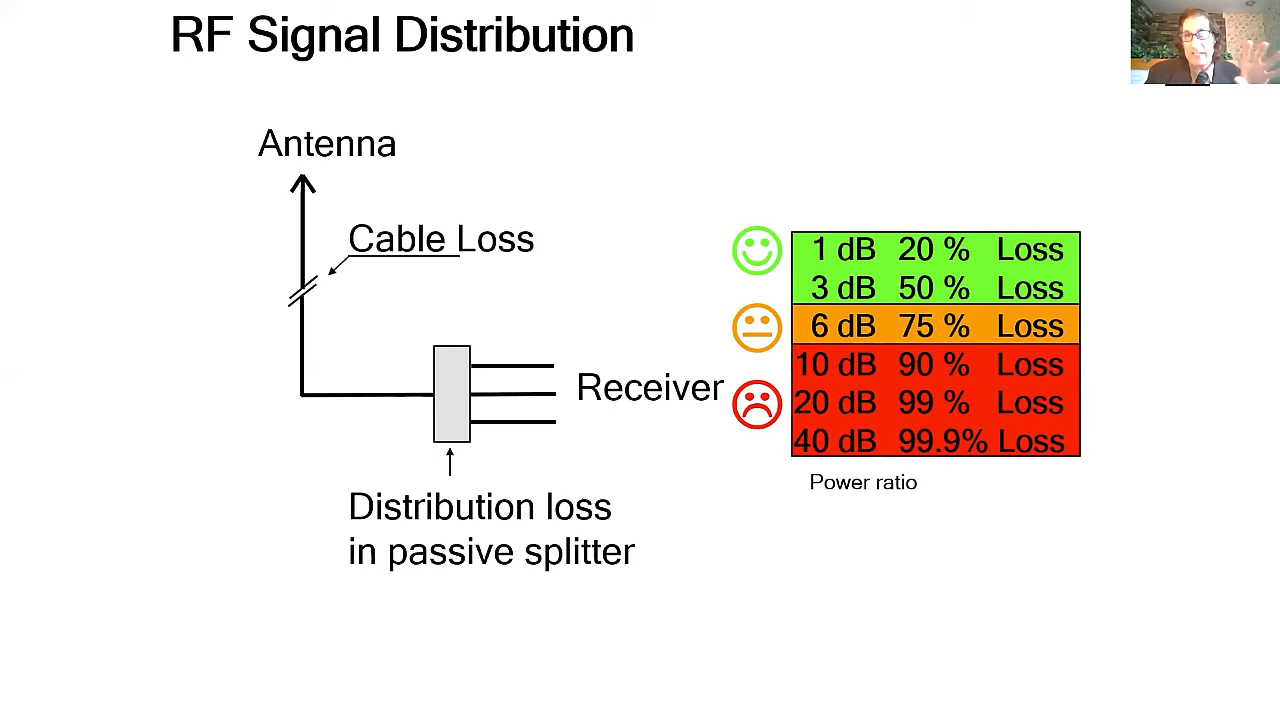 RF Signal Distribution
Antenna
Cable Loss
Receiver
Distribution loss
in passive splitter
1 dB 20 % Loss
3 dB 50 % Loss
6 dB 75 % Loss
10 dB 90 % Loss
20 dB 99 % Loss
40 dB 99.9% Loss
Power ratio